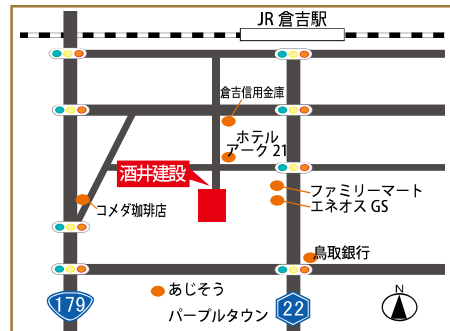 JR 倉吉駅
倉吉信用金庫
ホテル
アーク 21
酒井建設
ファミリーマート
エネオス GS
コメダ珈琲店
鳥取銀行
あじそう
パープルタウン
179
22
N